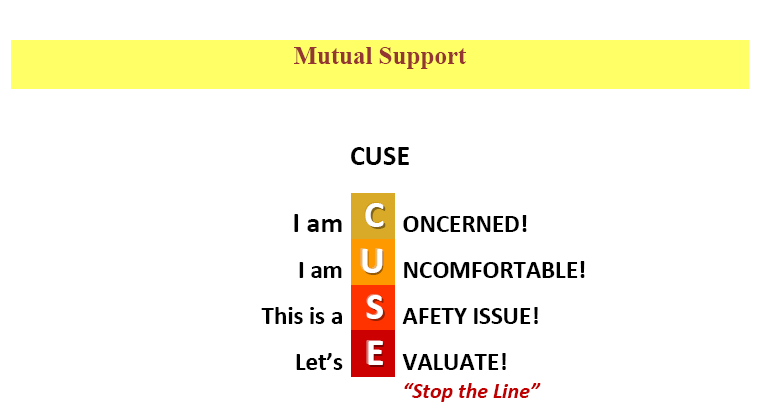 Mutual Support
CUSE
I am CONCERNED!
I am UNCOMFORTABLE!
This is a SAFETY ISSUE!
Let’s EVALUATE!
“Stop the Line”